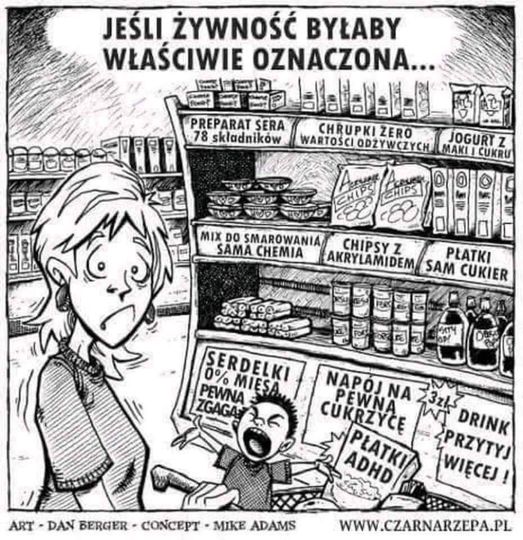 JEŚLI ŻYWNOŚĆ BYŁABY
WŁAŚCIWIE OZNACZONA...
PREPARAT SERA
78 składników
CHRUPKI ZERO
WARTOŚCI ODŻYWCZYCH
JOGURT Z
MĄKI I CUKRU
CHIPS
CHIPS
MIX DO SMAROWANIA
SAMA CHEMIA
CHIPSY Z
AKRYLAMIDEM
PŁATKI
SAM CUKIER
SERDELKI
0% MIĘSA
PEWNA
ZGAGA
NAPÓJ NA
PEWNĄ
CUKRZYCĘ
3zł
DRINK
PRZYTYJ
WIĘCEJ!
PŁATKI
ADHD
ART - DAN BERGER - CONCEPT - MIKE ADAMS
WWW.CZARNARZEPA.PL